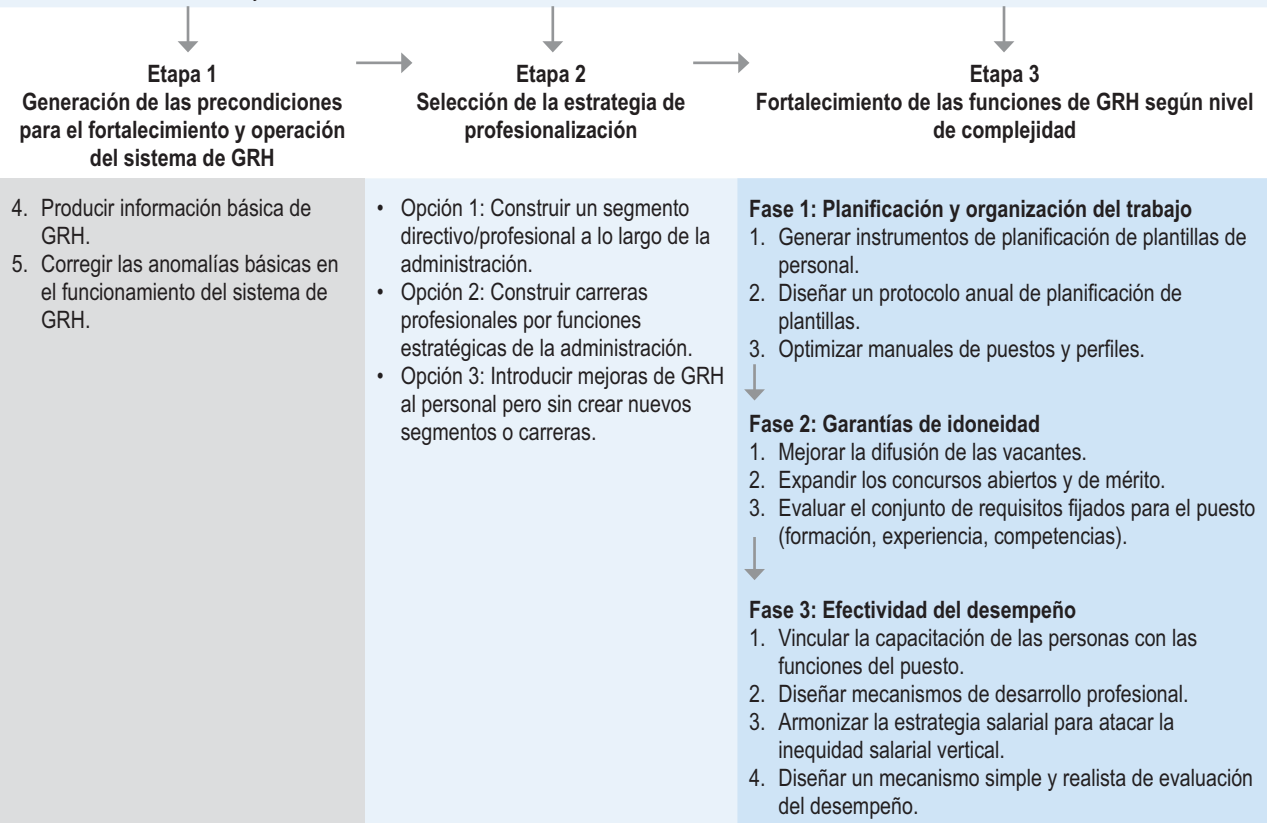 Etapa 1
Generación de las precondiciones
para el fortalecimiento y operación
del sistema de GRH
Etapa 2
Selección de la estrategia de
profesionalización
Etapa 3
Fortalecimiento de las funciones de GRH según nivel
de complejidad
4. Producir información básica de
GRH.
5. Corregir las anomalías básicas en
el funcionamiento del sistema de
GRH.
• Opción 1: Construir un segmento
directivo/profesional a lo largo de la
administración.
• Opción 2: Construir carreras
profesionales por funciones
estratégicas de la administración.
• Opción 3: Introducir mejoras de GRH
al personal pero sin crear nuevos
segmentos o carreras.
Fase 1: Planificación y organización del trabajo
1. Generar instrumentos de planificación de plantillas de
personal.
2. Diseñar un protocolo anual de planificación de
plantillas.
3. Optimizar manuales de puestos y perfiles.
Fase 2: Garantías de idoneidad
1. Mejorar la difusión de las vacantes.
2. Expandir los concursos abiertos y de mérito.
3. Evaluar el conjunto de requisitos fijados para el puesto
(formación, experiencia, competencias).
Fase 3: Efectividad del desempeño
1. Vincular la capacitación de las personas con las
funciones del puesto.
2. Diseñar mecanismos de desarrollo profesional.
3. Armonizar la estrategia salarial para atacar la
inequidad salarial vertical.
4. Diseñar un mecanismo simple y realista de evaluación
del desempeño.